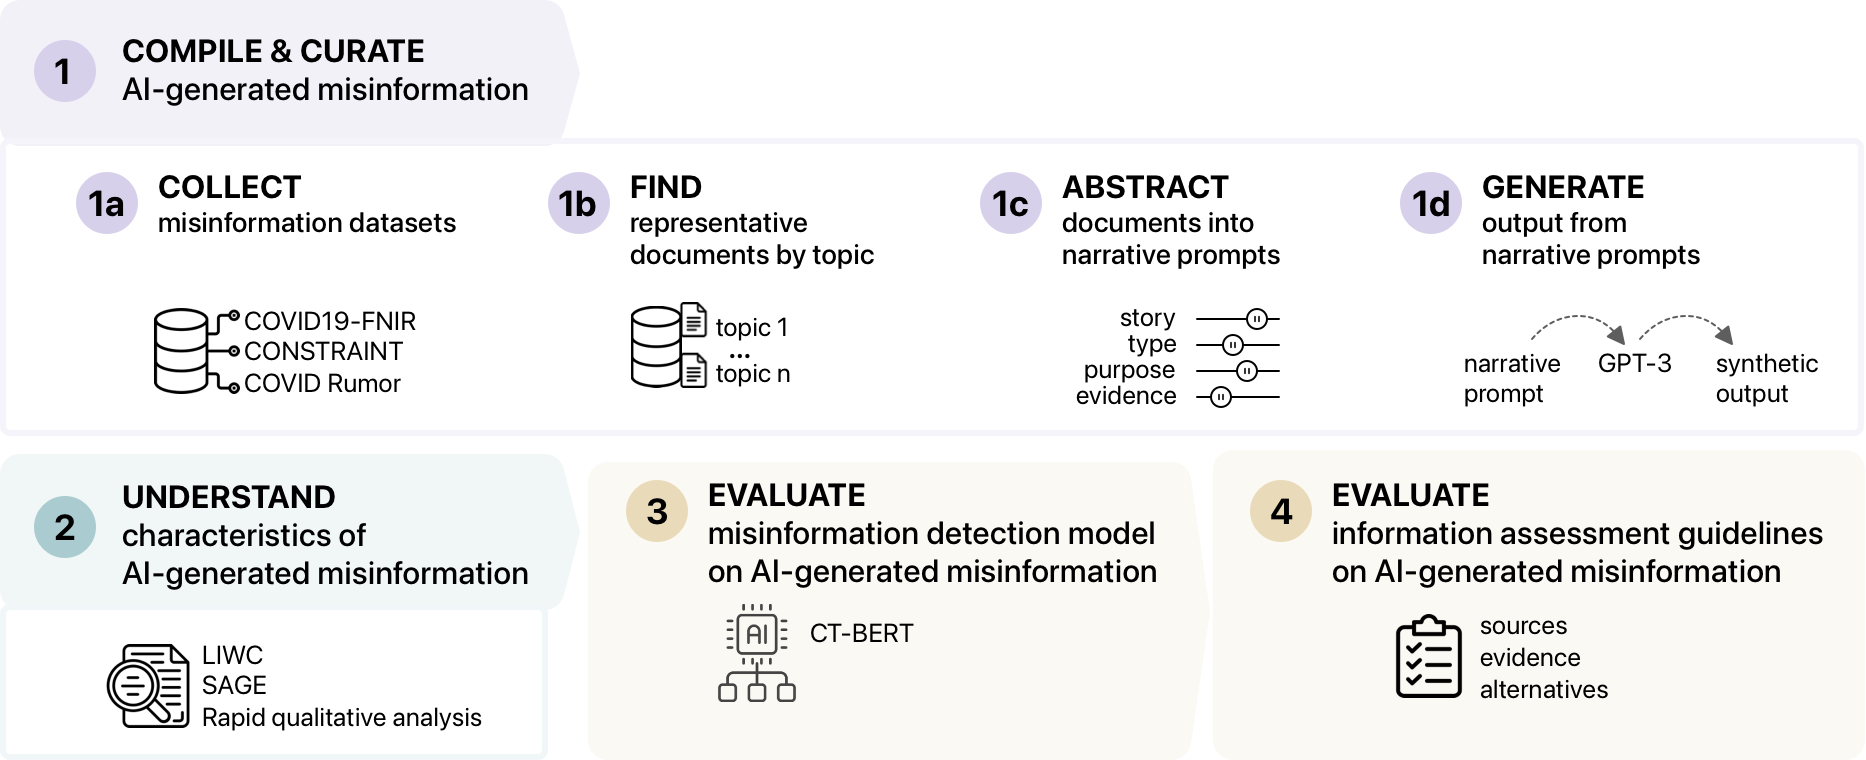 1
COMPILE & CURATE
AI-generated misinformation
1a
COLLECT
misinformation datasets
COVID19-FNIR
CONSTRAINT
COVID Rumor
1b
FIND
representative
documents by topic
topic 1
...
topic n
1c
ABSTRACT
documents into
narrative prompts
story
type
purpose
evidence
1d
GENERATE
output from
narrative prompts
narrative
prompt
GPT-3
synthetic
output
2
UNDERSTAND
characteristics of
AI-generated misinformation
LIWC
SAGE
Rapid qualitative analysis
3
EVALUATE
misinformation detection model
on AI-generated misinformation
AI
CT-BERT
4
EVALUATE
information assessment guidelines
on AI-generated misinformation
sources
evidence
alternatives